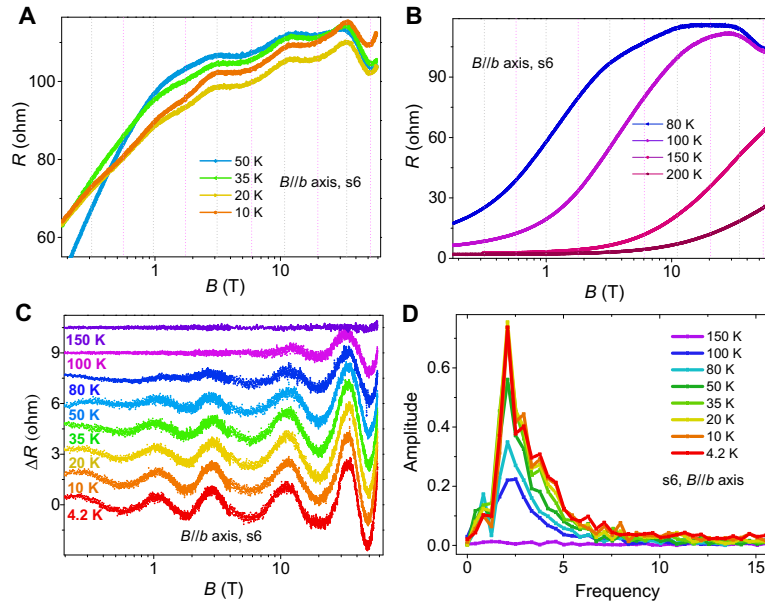 A
R (ohm)
100
80
60
1
10
B (T)
50 K
35 K
20 K
10 K
B//b axis, s6
B
R (ohm)
90
60
30
0
1
10
B (T)
B//b axis, s6
80 K
100 K
150 K
200 K
C
ΔR (ohm)
9
6
3
0
1
10
B (T)
150 K
100 K
80 K
50 K
35 K
20 K
10 K
4.2 K
B//b axis, s6
D
Amplitude
0.8
0.6
0.4
0.2
0.0
0
5
10
15
Frequency
150 K
100 K
80 K
50 K
35 K
20 K
10 K
4.2 K
s6, B//b axis